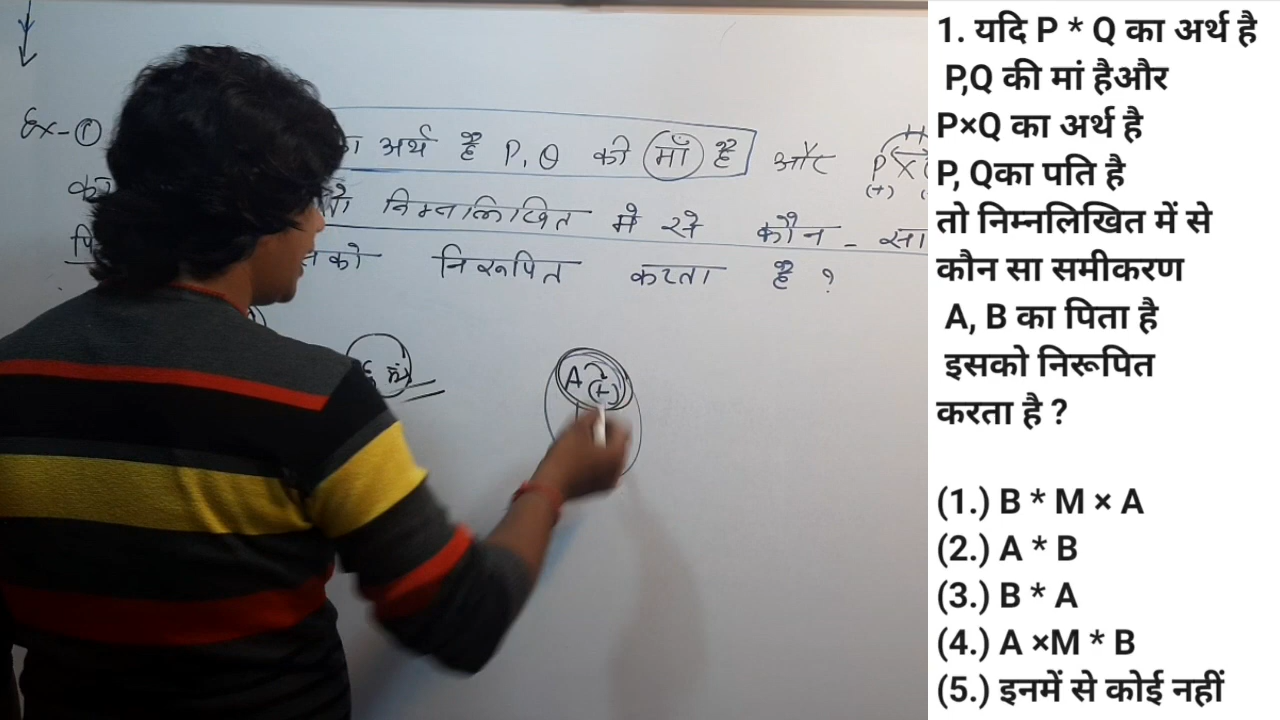 Ex-①
अर्थ है P, Q की माँ है और P X
निम्नलिखित में से कौन - सा
निरूपित करता है ?
A (+)
1. यदि P * Q का अर्थ है
P,Q की मां हैऔर
P×Q का अर्थ है
P, Qका पति है
तो निम्नलिखित में से
कौन सा समीकरण
A, B का पिता है
इसको निरूपित
करता है ?
(1.) B * M × A
(2.) A * B
(3.) B * A
(4.) A ×M * B
(5.) इनमें से कोई नहीं